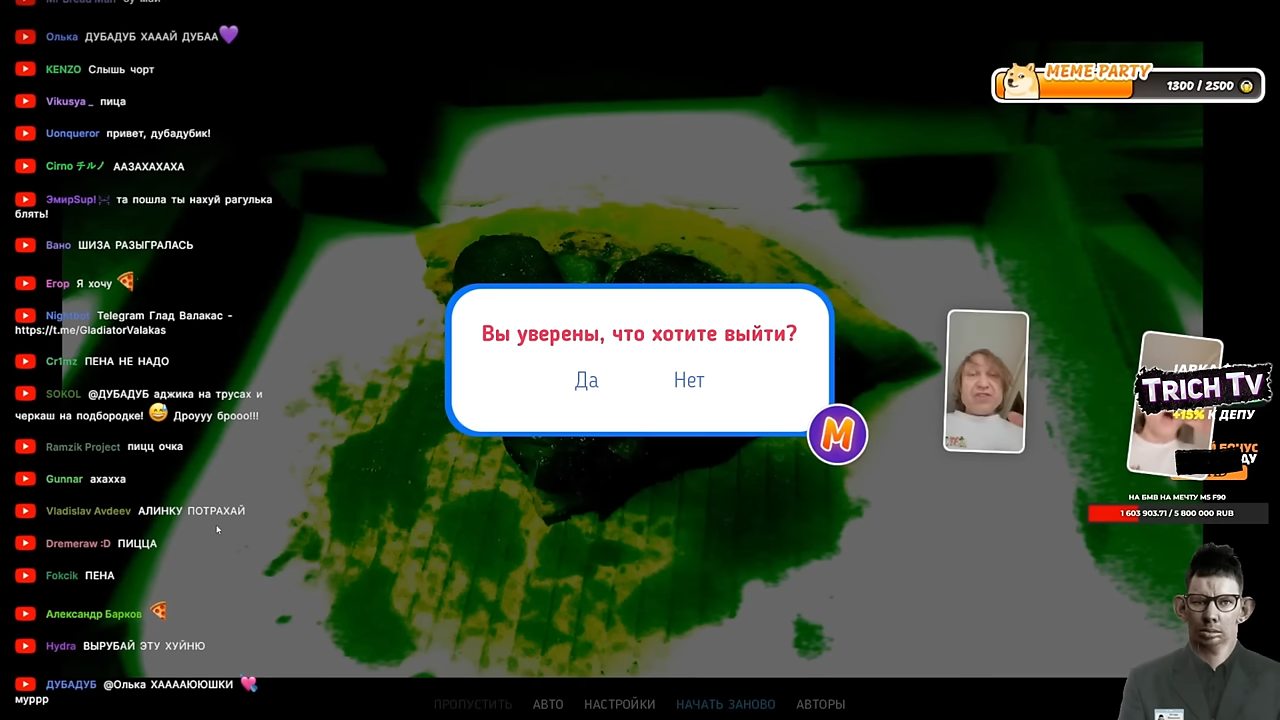 Олька ДУБАДУБ ХАААЙ ДУБАА
KENZO Слышь чорт
Vikusya _ пица
Uonqueror привет, дубадубик!
Cirno チルノ ААЗАХАХАХА
ЭмирSup! та пошла ты нахуй рагулька
блять!
Вано ШИЗА РАЗЫГРАЛАСЬ
Егор Я хочу
Nightbot Telegram Глад Валакас -
https://t.me/GladiatorValakas
Cr1mz ПЕНА НЕ НАДО
SOKOL @ДУБАДУБ аджика на трусах и
черкаш на подбородке! Дроууу брооо!!!
Ramzik Project пицц очка
Gunnar ахахха
Vladislav Avdeev АЛИНКУ ПОТРАХАЙ
Dremeraw :D ПИЦЦА
Fokcik ПЕНА
Александр Барков
Hydra ВЫРУБАЙ ЭТУ ХУЙНЮ
ДУБАДУБ @Олька ХААААЮЮШКИ
муррр
MEME PARTY
1300 / 2500
Вы уверены, что хотите выйти?
Да Нет
M
TRICH TV
+15% К ДЕПУ
НА БМВ НА МЕЧТУ M5 F90
1 603 903.71 / 5 800 000 RUB
ПРОПУСТИТЬ АВТО НАСТРОЙКИ НАЧАТЬ ЗАНОВО АВТОРЫ